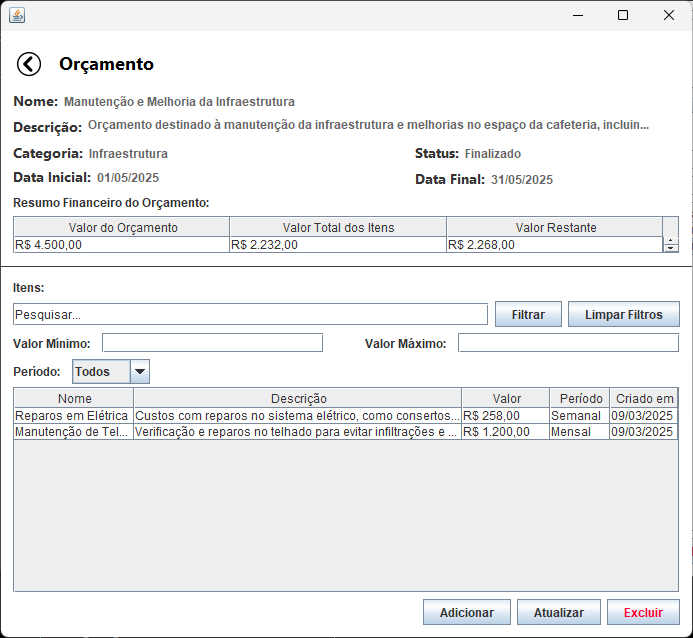 Orçamento
Nome: Manutenção e Melhoria da Infraestrutura
Descrição: Orçamento destinado à manutenção da infraestrutura e melhorias no espaço da cafeteria, incluin...
Categoria: Infraestrutura Status: Finalizado
Data Inicial: 01/05/2025 Data Final: 31/05/2025
Resumo Financeiro do Orçamento:
Valor do Orçamento Valor Total dos Itens Valor Restante
R$ 4.500,00 R$ 2.232,00 R$ 2.268,00
Itens:
Pesquisar... Filtrar Limpar Filtros
Valor Mínimo: Valor Máximo:
Período: Todos
Nome Descrição Valor Período Criado em
Reparos em Elétrica Custos com reparos no sistema elétrico, como consertos... R$ 258,00 Semanal 09/03/2025
Manutenção de Tel... Verificação e reparos no telhado para evitar infiltrações e ... R$ 1.200,00 Mensal 09/03/2025
Adicionar Atualizar Excluir